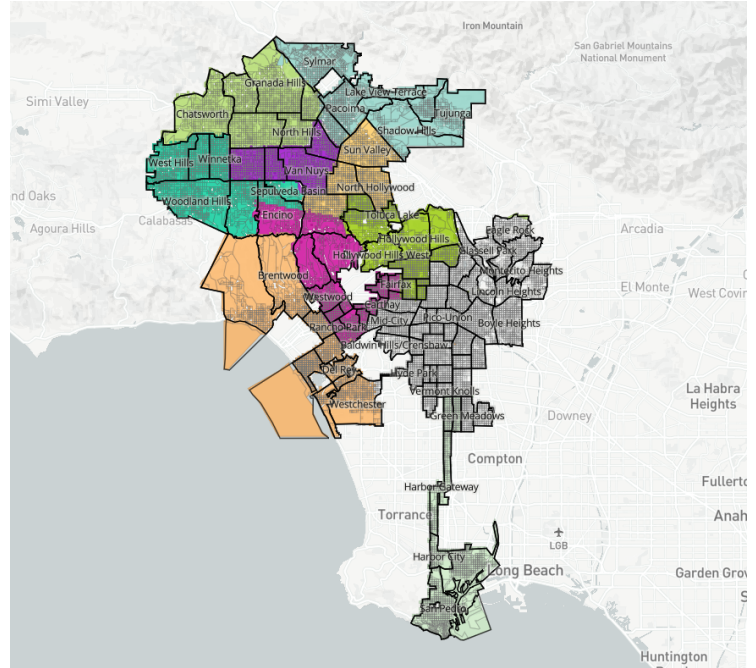 Iron Mountain
San Gabriel Mountains
National Monument
Sylmar
Granada Hills
Lake View Terrace
Simi Valley
Pacoima
Tujunga
Chatsworth
North Hills
Shadow Hills
Sun Valley
West Hills
Winnetka
Van Nuys
Sepulveda Basin
North Hollywood
nd Oaks
Woodland Hills
Calabasas
Encino
Toluca Lake
Agoura Hills
Hollywood Hills
Eagle Rock
Arcadia
Glassell Park
Hollywood Hills West
Brentwood
Montecito Heights
Westwood
Fairfax
Lincoln Heights
El Monte
West Covin
Carthay
Rancho Park
Mid-City
Pico-Union
Boyle Heights
Baldwin Hills/Crenshaw
Del Rey
Hyde Park
Vermont Knolls
La Habra
Heights
Westchester
Green Meadows
Downey
Compton
Fullert
Harbor Gateway
Torrance
Anah
LGB
Harbor City
Long Beach
Garden Grov
San Pedro
S
Huntington